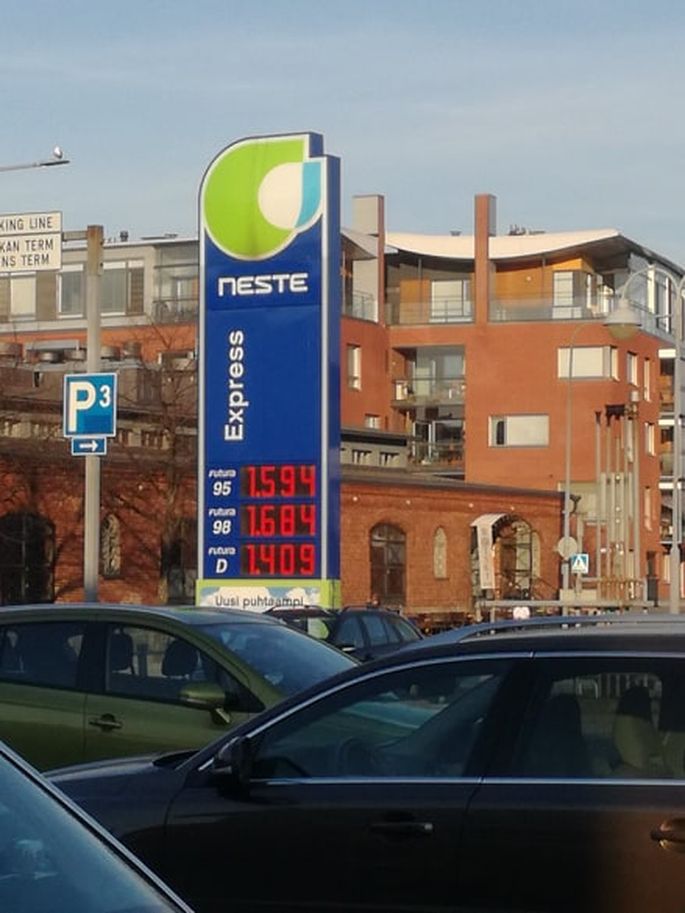 KING LINE
KAN TERM
NS TERM
P3
NESTE
Express
Futura
95 1.594
Futura
98 1.684
Futura
D 1.409
Uusi puhtaampi